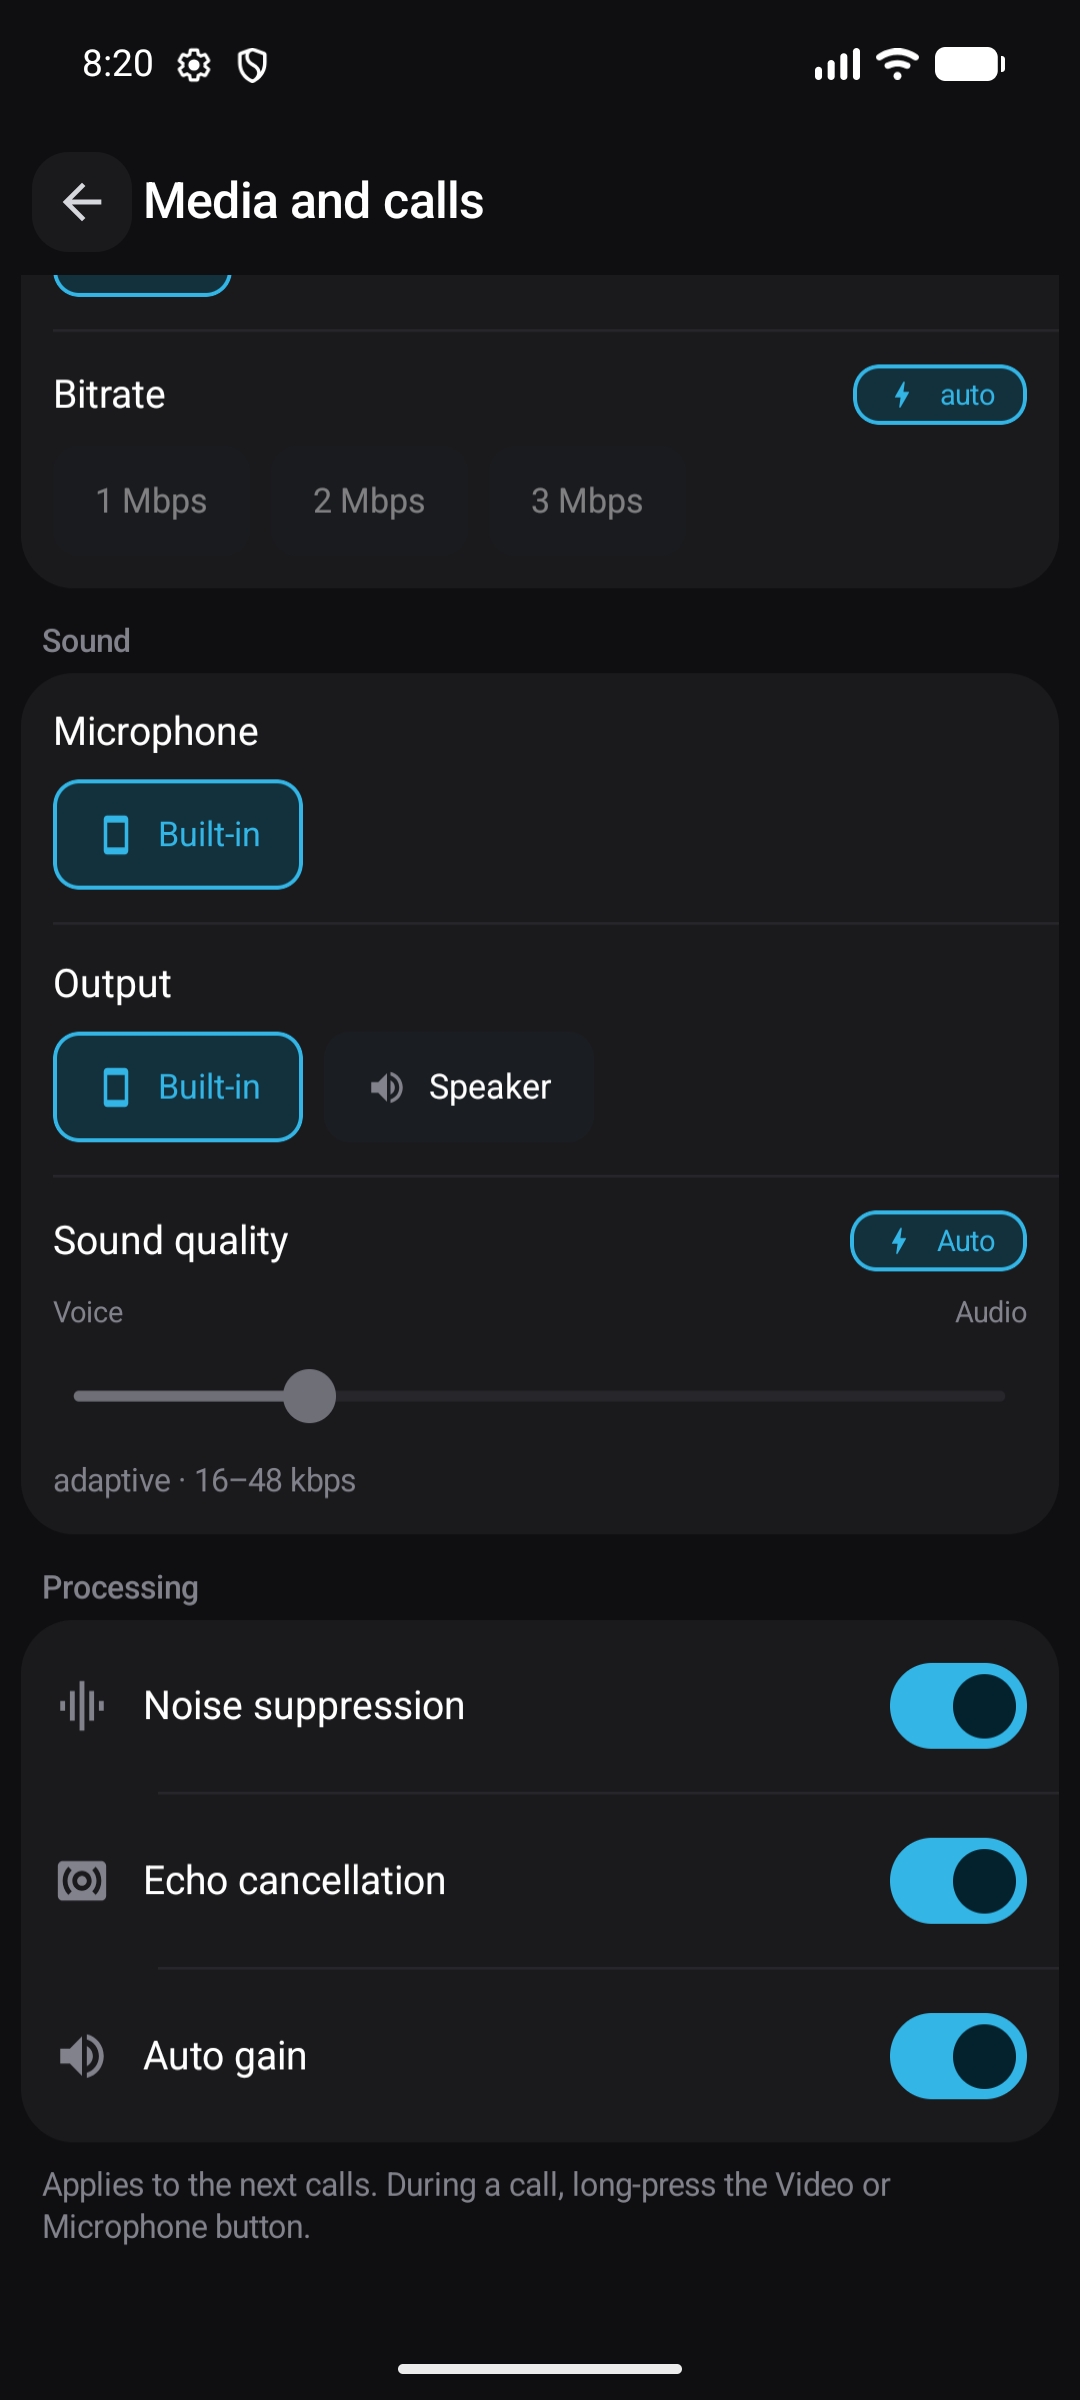 8:20
Media and calls
Bitrate
auto
1 Mbps
2 Mbps
3 Mbps
Sound
Microphone
Built-in
Output
Built-in
Speaker
Sound quality
Auto
Voice
Audio
adaptive · 16–48 kbps
Processing
Noise suppression
Echo cancellation
Auto gain
Applies to the next calls. During a call, long-press the Video or
Microphone button.